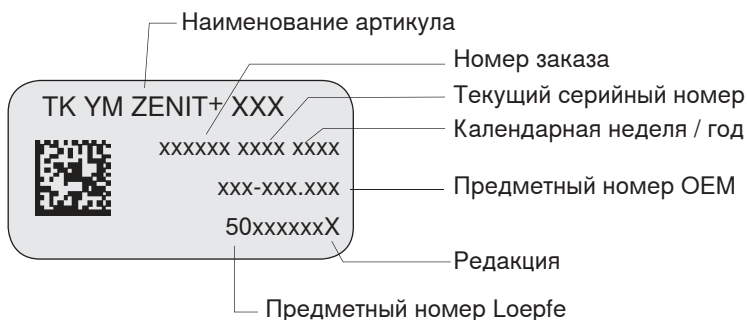 Наименование артикула
Номер заказа
TK YM ZENIT+ XXX
Текущий серийный номер
Календарная неделя / год
xxxxxx xxxx xxxx
xxx-xxx.xxx
Предметный номер OEM
50xxxxxxX
Редакция
Предметный номер Loepfe